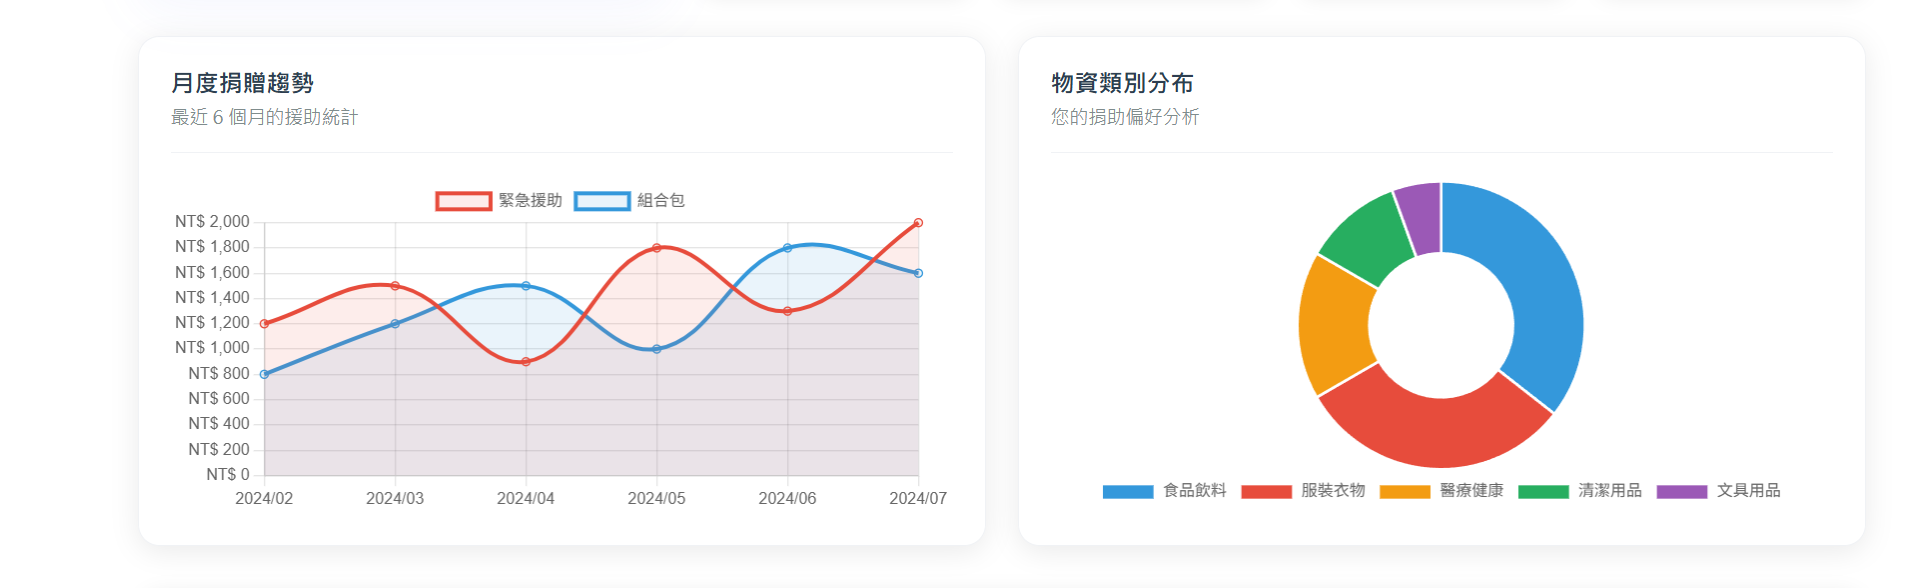 月度捐贈趨勢
最近 6 個月的援助統計
緊急援助 組合包
NT$ 2,000
NT$ 1,800
NT$ 1,600
NT$ 1,400
NT$ 1,200
NT$ 1,000
NT$ 800
NT$ 600
NT$ 400
NT$ 200
NT$ 0
2024/02 2024/03 2024/04 2024/05 2024/06 2024/07
物資類別分布
您的捐助偏好分析
食品飲料 服裝衣物 醫療健康 清潔用品 文具用品